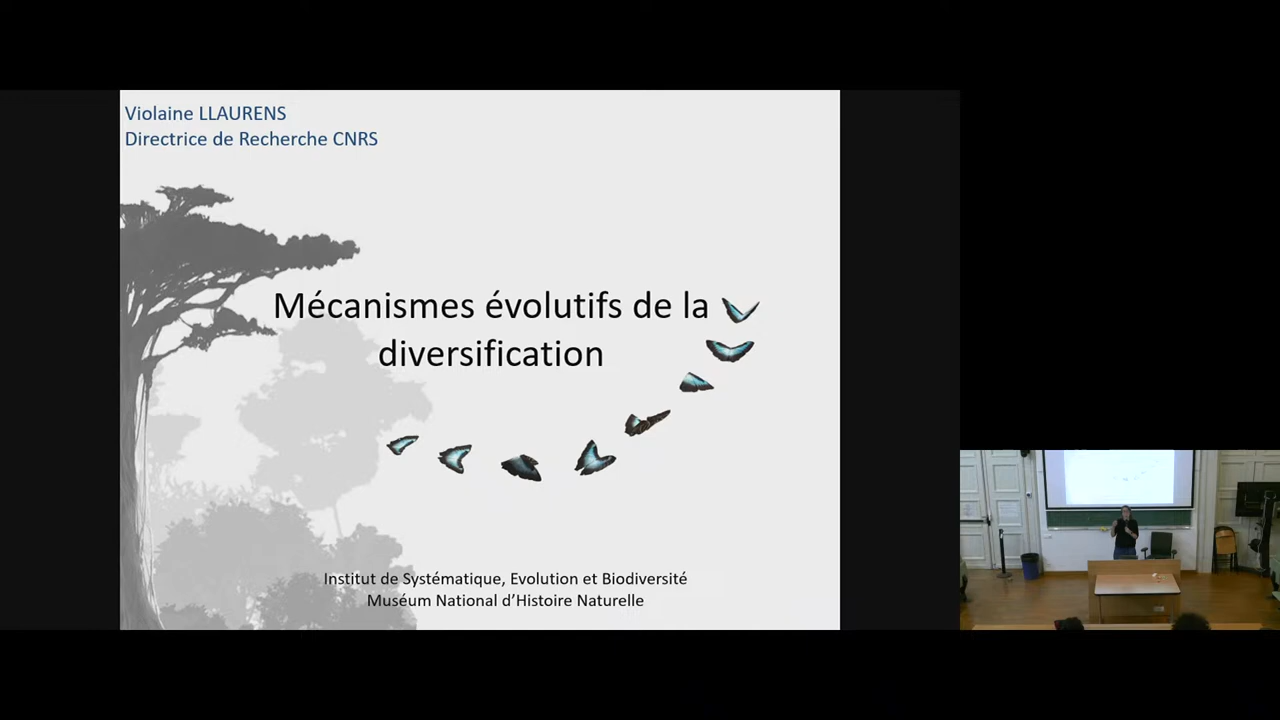 Violaine LLAURENS
Directrice de Recherche CNRS
Mécanismes évolutifs de la
diversification
Institut de Systématique, Evolution et Biodiversité
Muséum National d'Histoire Naturelle